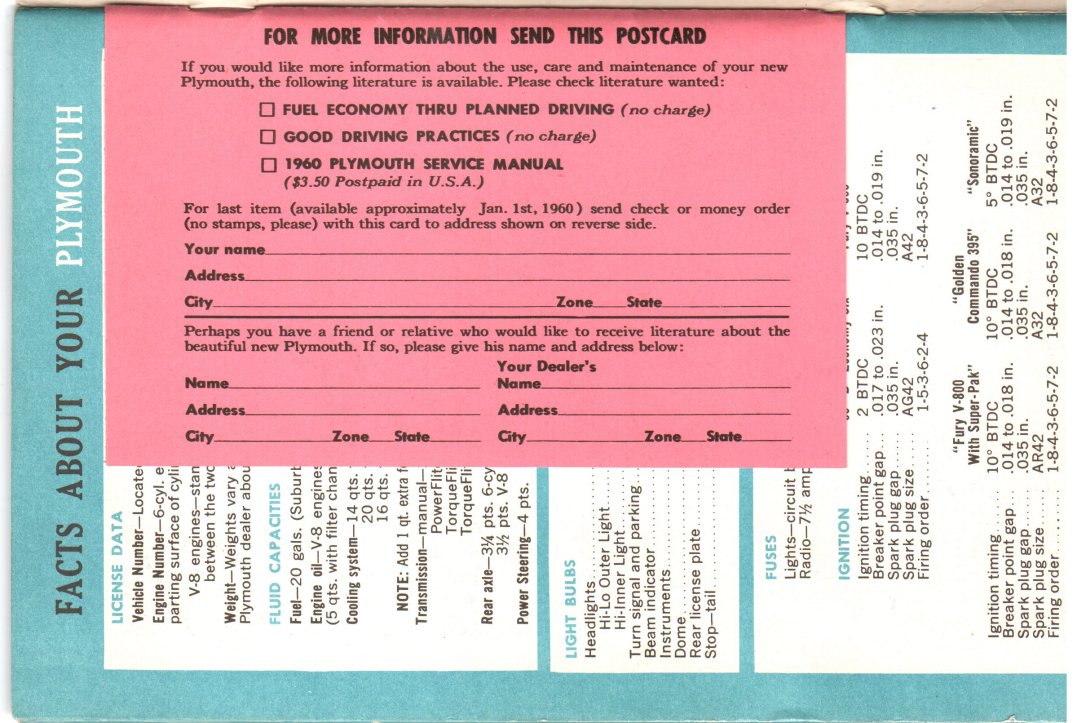 FOR MORE INFORMATION SEND THIS POSTCARD
If you would like more information about the use, care and maintenance of your new
Plymouth, the following literature is available. Please check literature wanted:
☐ FUEL ECONOMY THRU PLANNED DRIVING (no charge)
☐ GOOD DRIVING PRACTICES (no charge)
☐ 1960 PLYMOUTH SERVICE MANUAL
($3.50 Postpaid in U.S.A.)
For last item (available approximately Jan. 1st, 1960) send check or money order
(no stamps, please) with this card to address shown on reverse side.
Your name
Address
City Zone State
Perhaps you have a friend or relative who would like to receive literature about the
beautiful new Plymouth. If so, please give his name and address below:
Your Dealer's
Name Name
Address Address
City Zone State City Zone State
FACTS ABOUT YOUR PLYMOUTH
LICENSE DATA
Vehicle Number—Located
Engine Number—6-cyl. e
parting surface of cylin
V-8 engines—stan
between the two
Weight—Weights vary a
Plymouth dealer abou
FLUID CAPACITIES
Fuel—20 gals. (Suburb
Engine oil—V-8 engines
(5 qts. with filter chan
Cooling system—14 qts.
20 qts.
16 qts.
NOTE: Add 1 qt. extra f
Transmission—manual—
PowerFlit
TorqueFli
TorqueFli
Rear axle—3¼ pts. 6-cy
3½ pts. V-8
Power Steering—4 pts.
LIGHT BULBS
Headlights
Hi-Lo Outer Light
Hi-Inner Light
Turn signal and parking
Beam indicator
Instruments
Dome
Rear license plate
Stop—tail
FUSES
Lights—circuit b
Radio—7½ amp
IGNITION
Ignition timing 2 BTDC 10 BTDC
Breaker point gap .017 to .023 in. .014 to .019 in.
Spark plug gap .035 in. .035 in.
Spark plug size AG42 A42
Firing order 1-5-3-6-2-4 1-8-4-3-6-5-7-2
"Fury V-800 "Golden
With Super-Pak" Commando 395" "Sonoramic"
Ignition timing 10° BTDC 10° BTDC 5° BTDC
Breaker point gap .014 to .018 in. .014 to .018 in. .014 to .019 in.
Spark plug gap .035 in. .035 in. .035 in.
Spark plug size AR42 A32 A32
Firing order 1-8-4-3-6-5-7-2 1-8-4-3-6-5-7-2 1-8-4-3-6-5-7-2